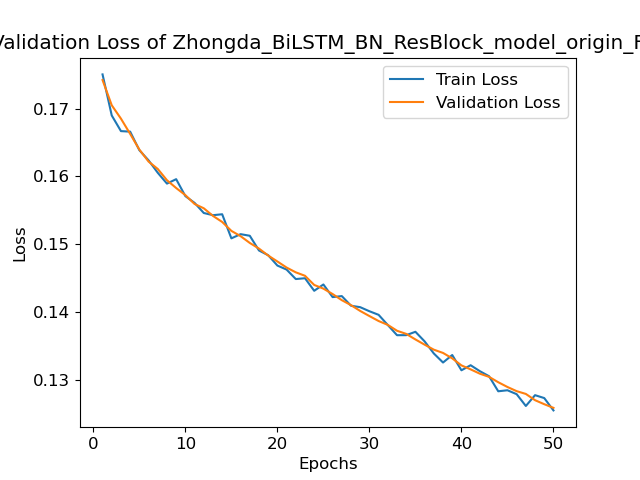 Validation Loss of Zhongda_BiLSTM_BN_ResBlock_model_origin_F
Train Loss
Validation Loss
0.17
0.16
0.15
0.14
0.13
Loss
0 10 20 30 40 50
Epochs